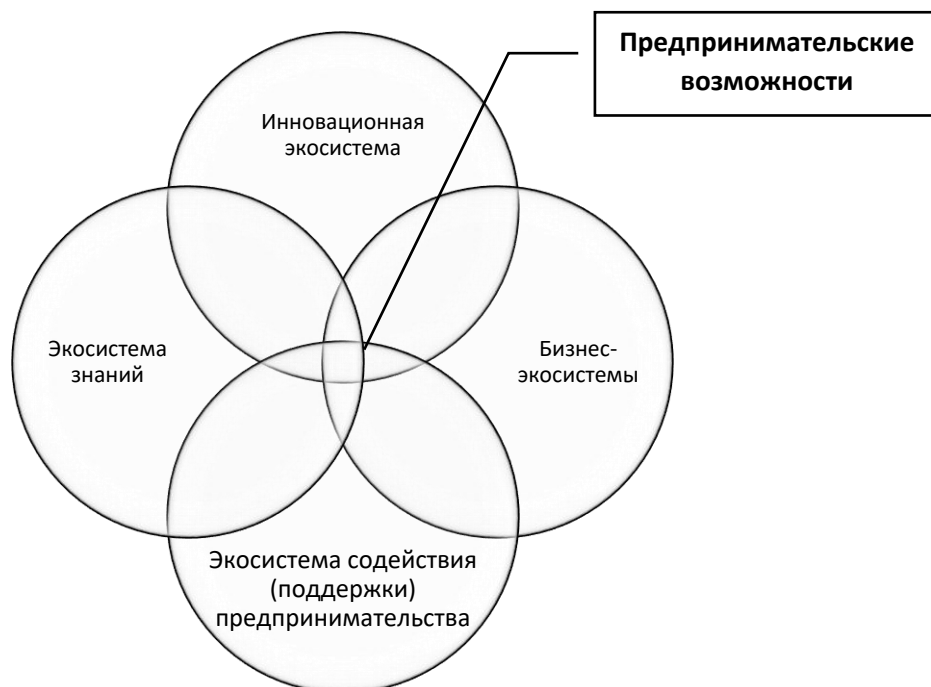 Предпринимательские
возможности
Инновационная
экосистема
Экосистема
знаний
Бизнес-
экосистемы
Экосистема содействия
(поддержки)
предпринимательства